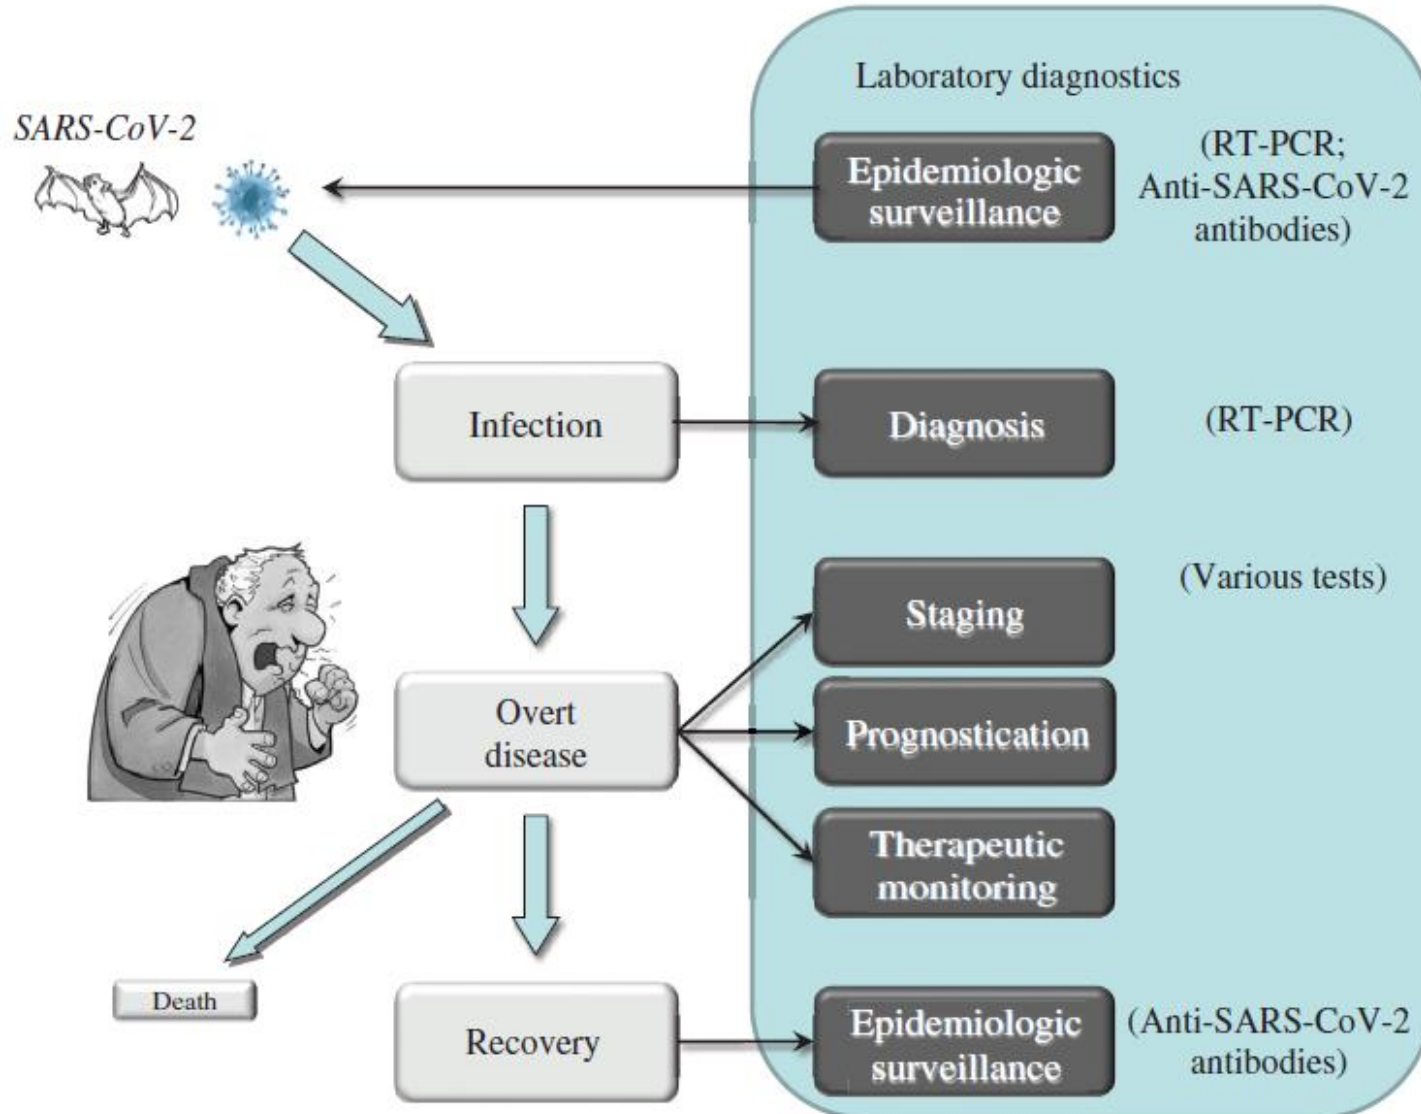 Laboratory diagnostics
SARS-CoV-2
Epidemiologic
surveillance
(RT-PCR;
Anti-SARS-CoV-2
antibodies)
Infection
Diagnosis
(RT-PCR)
Staging
(Various tests)
Overt
disease
Prognostication
Therapeutic
monitoring
Death
Recovery
Epidemiologic
surveillance
(Anti-SARS-CoV-2
antibodies)